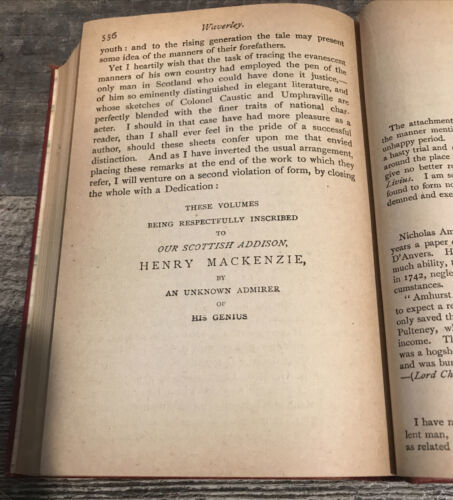 556
Waverley.
youth: and to the rising generation the tale may present
some idea of the manners of their forefathers.
Yet I heartily wish that the task of tracing the evanescent
manners of his own country had employed the pen of the
only man in Scotland who could have done it justice,—
of him so eminently distinguished in elegant literature, and
whose sketches of Colonel Caustic and Umphraville are
perfectly blended with the finer traits of national char-
acter. I should in that case have had more pleasure as a
reader, than I shall ever feel in the pride of a successful
author, should these sheets confer upon me that envied
distinction. And as I have inverted the usual arrangement,
placing these remarks at the end of the work to which they
refer, I will venture on a second violation of form, by closing
the whole with a Dedication:
THESE VOLUMES
BEING RESPECTFULLY INSCRIBED
TO
OUR SCOTTISH ADDISON,
HENRY MACKENZIE,
BY
AN UNKNOWN ADMIRER
OF
HIS GENIUS
The attachment
the manner menti
unhappy period.
a hasty trial and
around the place
give no better r
Livius. I am s
found to form no
demned and exe
Nicholas Am
years a paper
D'Anvers. H
much ability, t
in 1742, negle
cumstances.
"Amhurst,
to expect a re
only saved th
Pulteney, wh
income. Th
was a hogsh
and was bur
—(Lord Ch
I have n
lent man,
as related